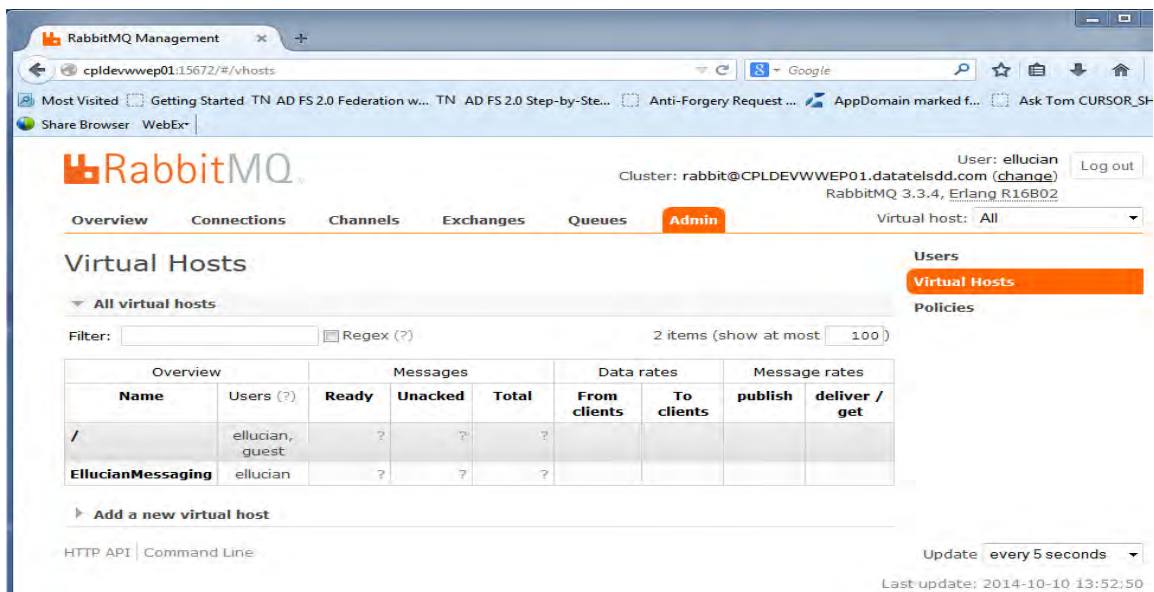 RabbitMQ Management
cpldevwwep01:15672/#/vhosts
Google
Most Visited Getting Started TN AD FS 2.0 Federation w... TN AD FS 2.0 Step-by-Ste... Anti-Forgery Request ... AppDomain marked f... Ask Tom CURSOR_SH
Share Browser WebEx
RabbitMQ
User: ellucian
Log out
Cluster: rabbit@CPLDEVWWEP01.datatelsdd.com (change)
RabbitMQ 3.3.4, Erlang R16B02
Overview Connections Channels Exchanges Queues Admin
Virtual host: All
Virtual Hosts
Users
Virtual Hosts
Policies
All virtual hosts
Filter: Regex (?) 2 items (show at most 100 )
Overview Messages Data rates Message rates
Name Users (?) Ready Unacked Total From clients To clients publish deliver / get
/ ellucian, guest ? ? ?
EllucianMessaging ellucian ? ? ?
Add a new virtual host
HTTP API Command Line
Update every 5 seconds
Last update: 2014-10-10 13:52:50